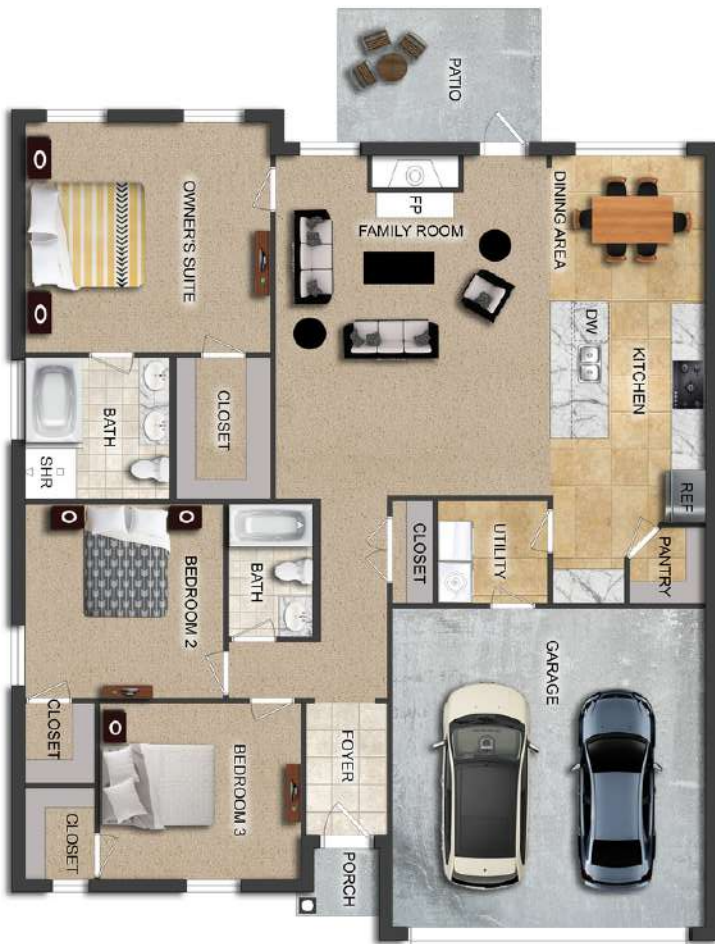 PATIO
OWNER'S SUITE
FP
FAMILY ROOM
DINING AREA
DW
KITCHEN
BATH
SHR
CLOSET
REF
BEDROOM 2
BATH
CLOSET
UTILITY
PANTRY
CLOSET
CLOSET
BEDROOM 3
FOYER
PORCH
GARAGE